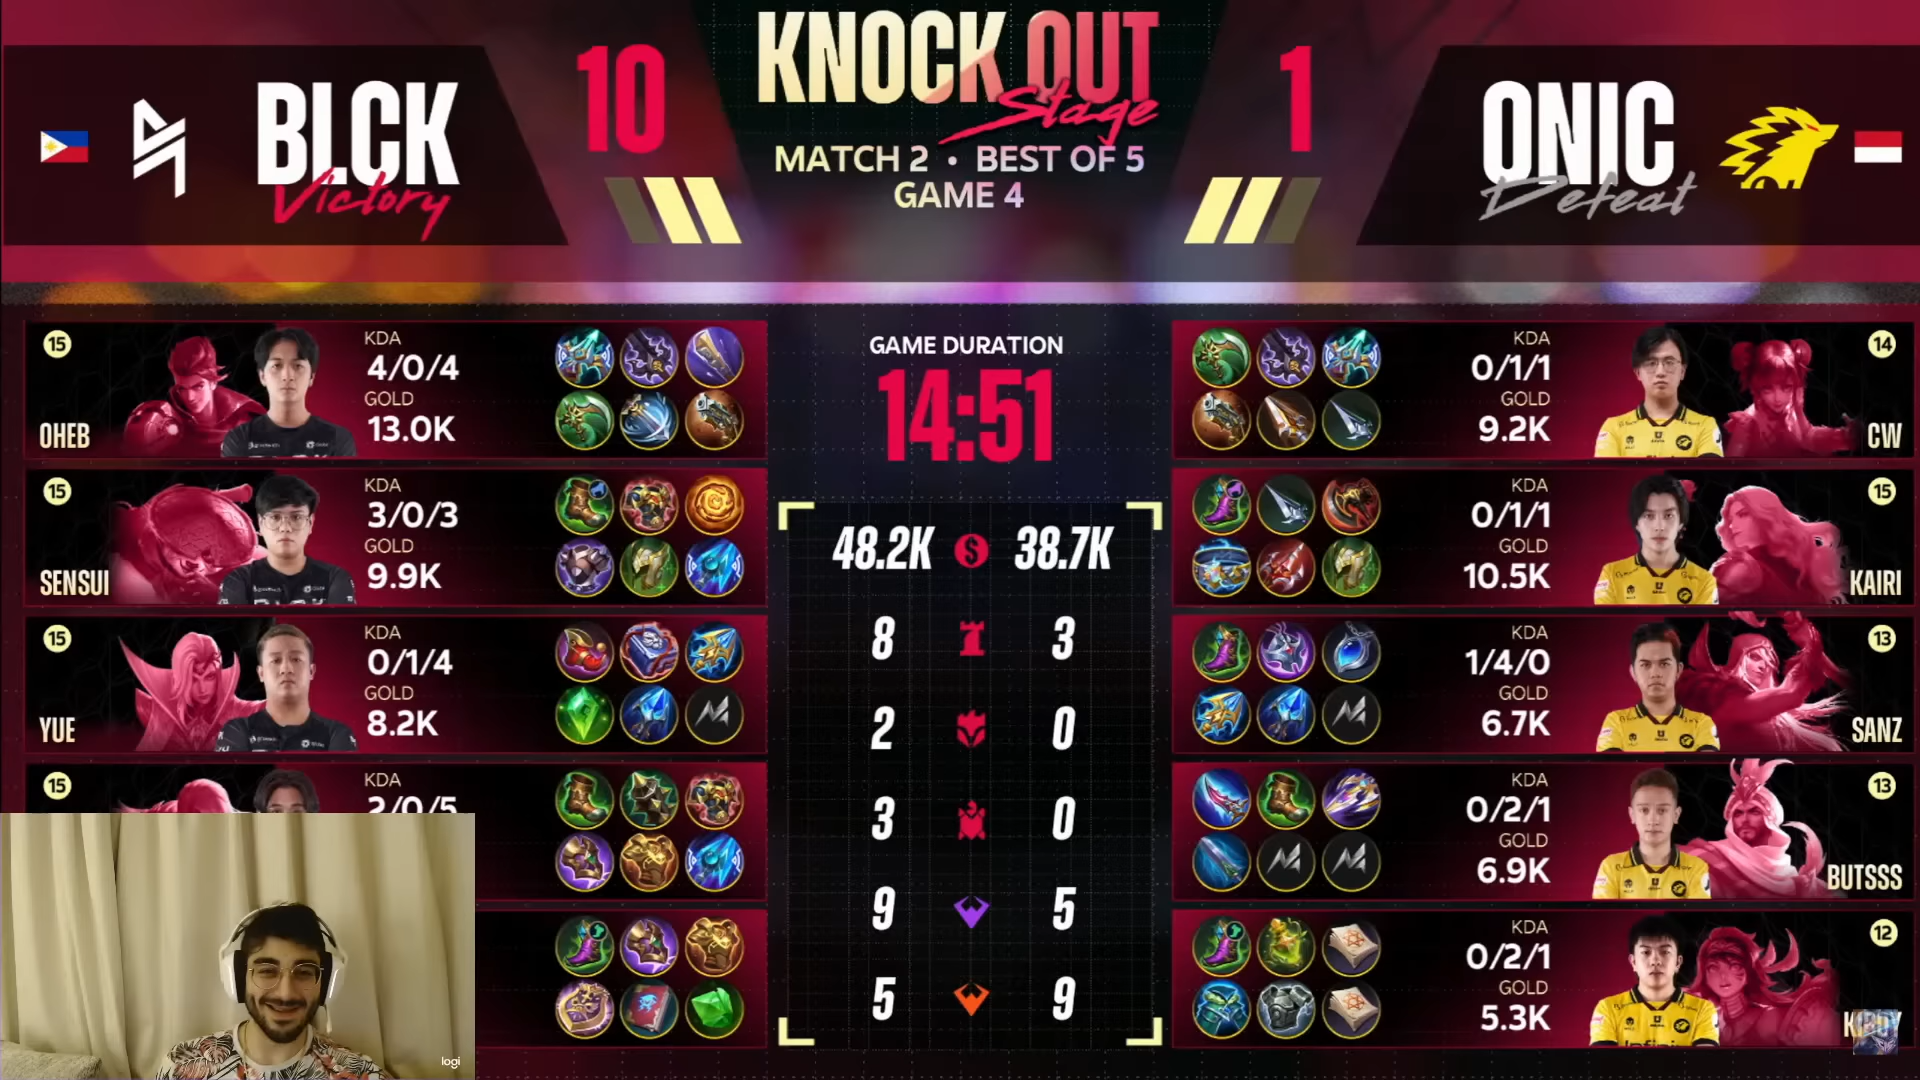 KNOCK OUT
Stage
MATCH 2 • BEST OF 5
GAME 4
BLCK
Victory
10
1
ONIC
Defeat
GAME DURATION
14:51
48.2K 38.7K
8 3
2 0
3 0
9 5
5 9
15
OHEB
KDA
4/0/4
GOLD
13.0K
15
SENSUI
KDA
3/0/3
GOLD
9.9K
15
YUE
KDA
0/1/4
GOLD
8.2K
15
KDA
2/0/5
KDA
0/1/1
GOLD
9.2K
14
CW
KDA
0/1/1
GOLD
10.5K
15
KAIRI
KDA
1/4/0
GOLD
6.7K
13
SANZ
KDA
0/2/1
GOLD
6.9K
13
BUTSSS
KDA
0/2/1
GOLD
5.3K
12
logi